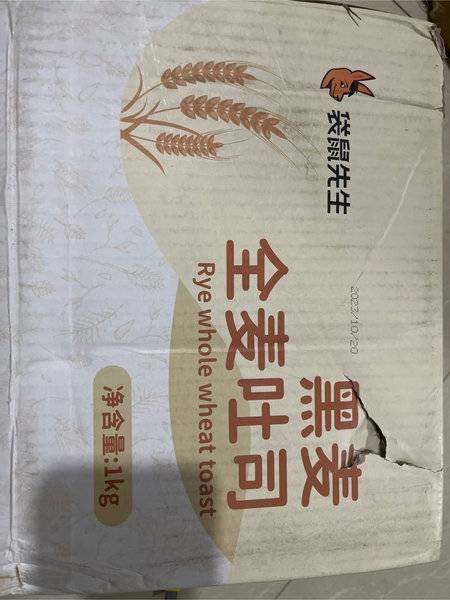 袋鼠先生
2023/10/20
黑麦
全麦吐司
Rye whole wheat toast
净含量:1kg